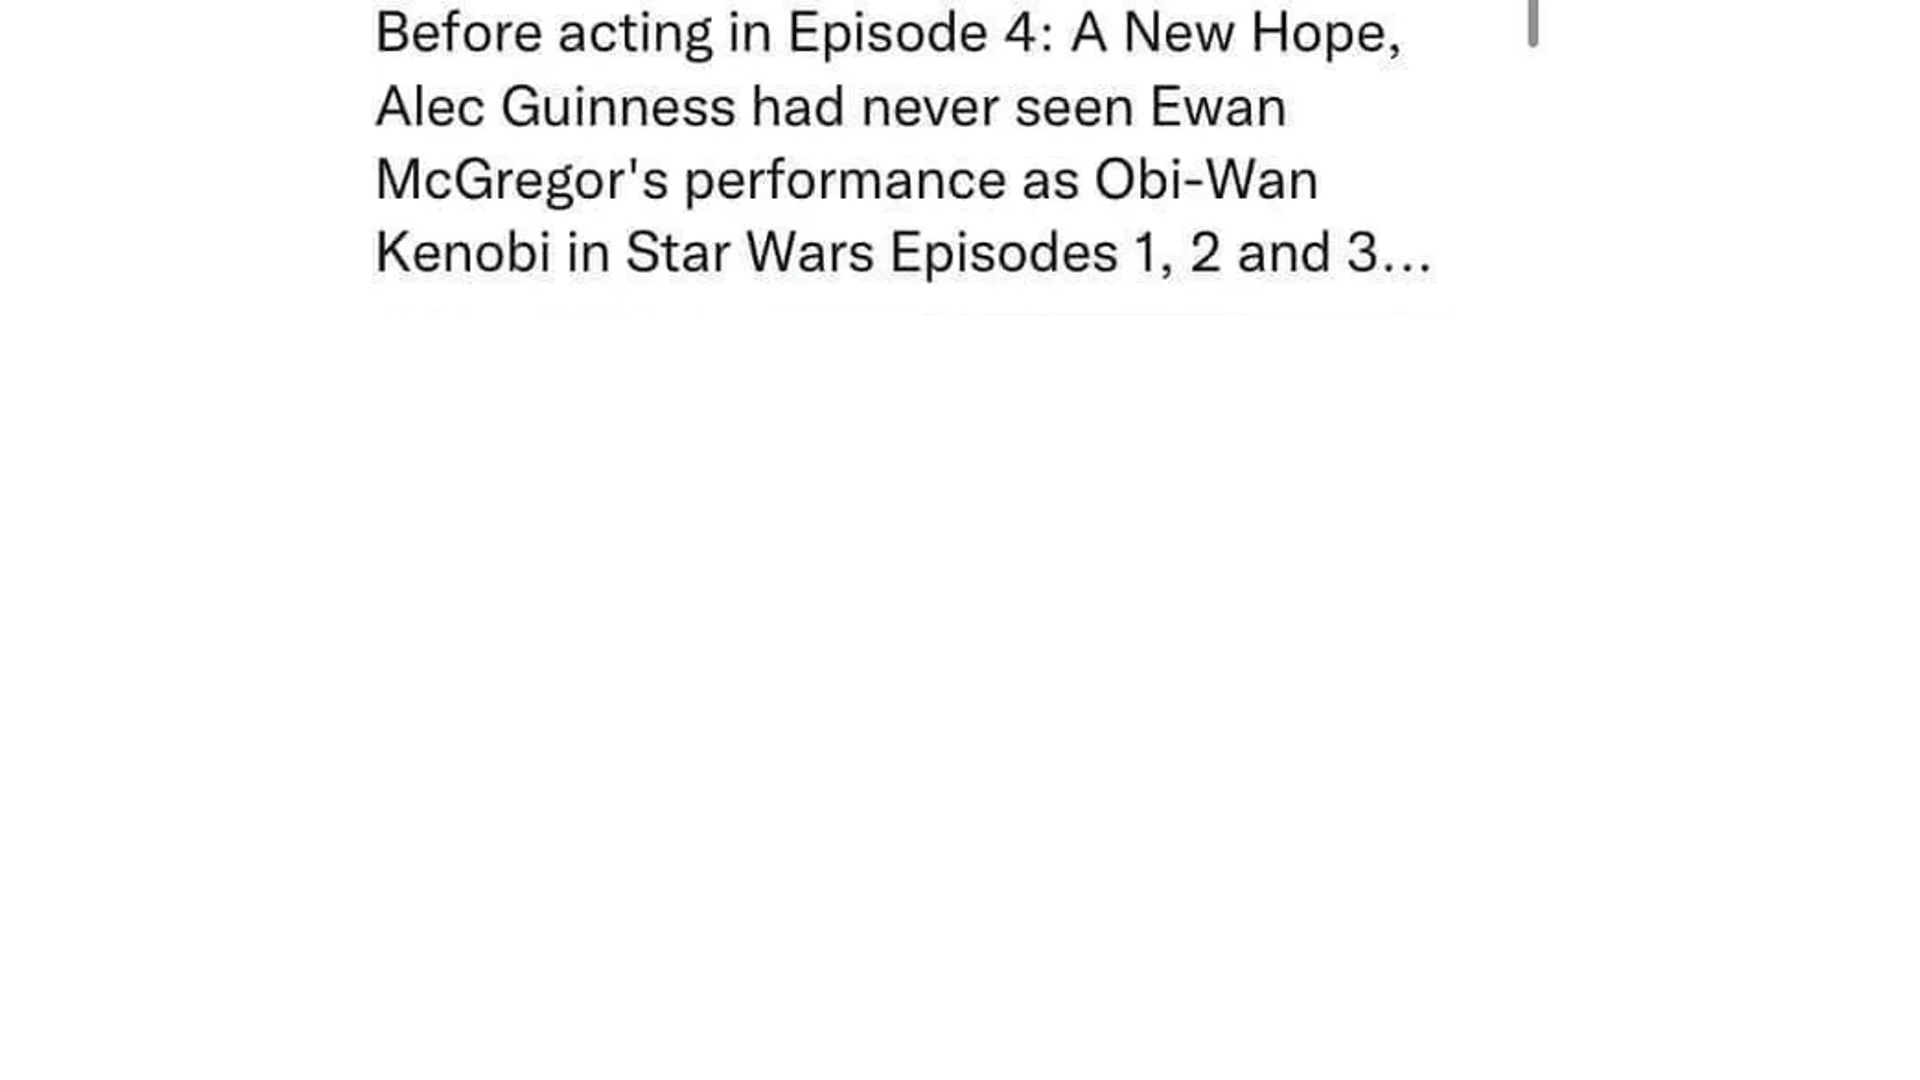 Before acting in Episode 4: A New Hope,
Alec Guinness had never seen Ewan
McGregor's performance as Obi-Wan
Kenobi in Star Wars Episodes 1, 2 and 3...